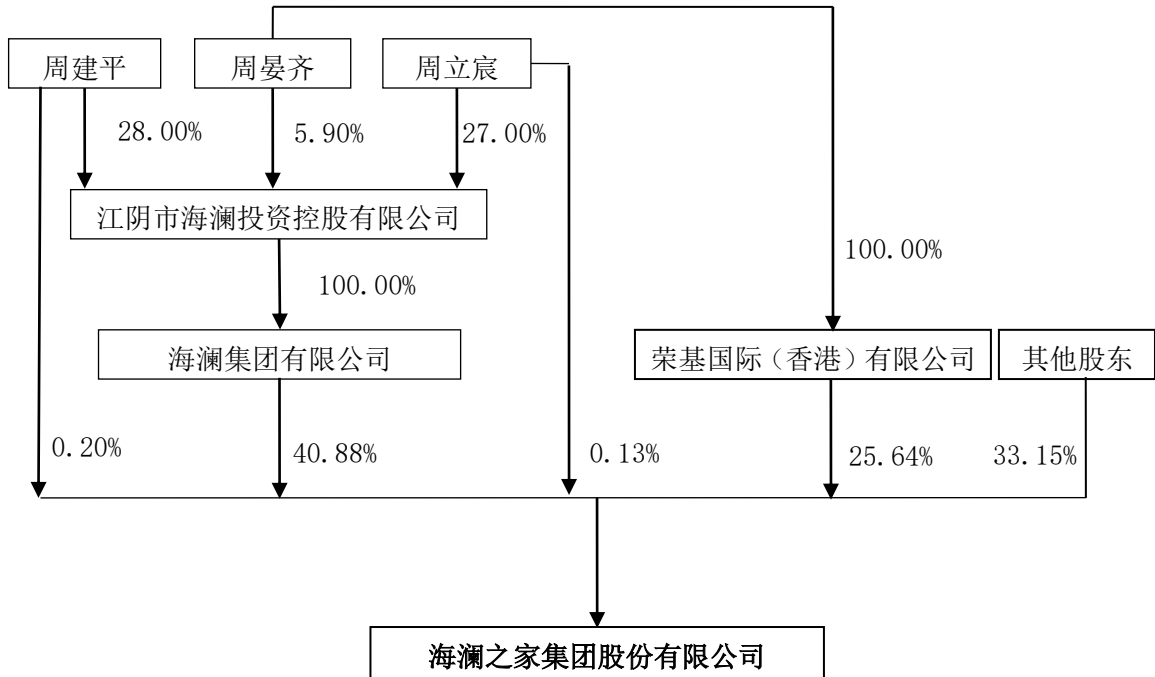 周建平
周晏齐
周立宸
28.00%
5.90%
27.00%
江阴市海澜投资控股有限公司
100.00%
100.00%
海澜集团有限公司
荣基国际（香港）有限公司
其他股东
0.20%
40.88%
0.13%
25.64%
33.15%
海澜之家集团股份有限公司